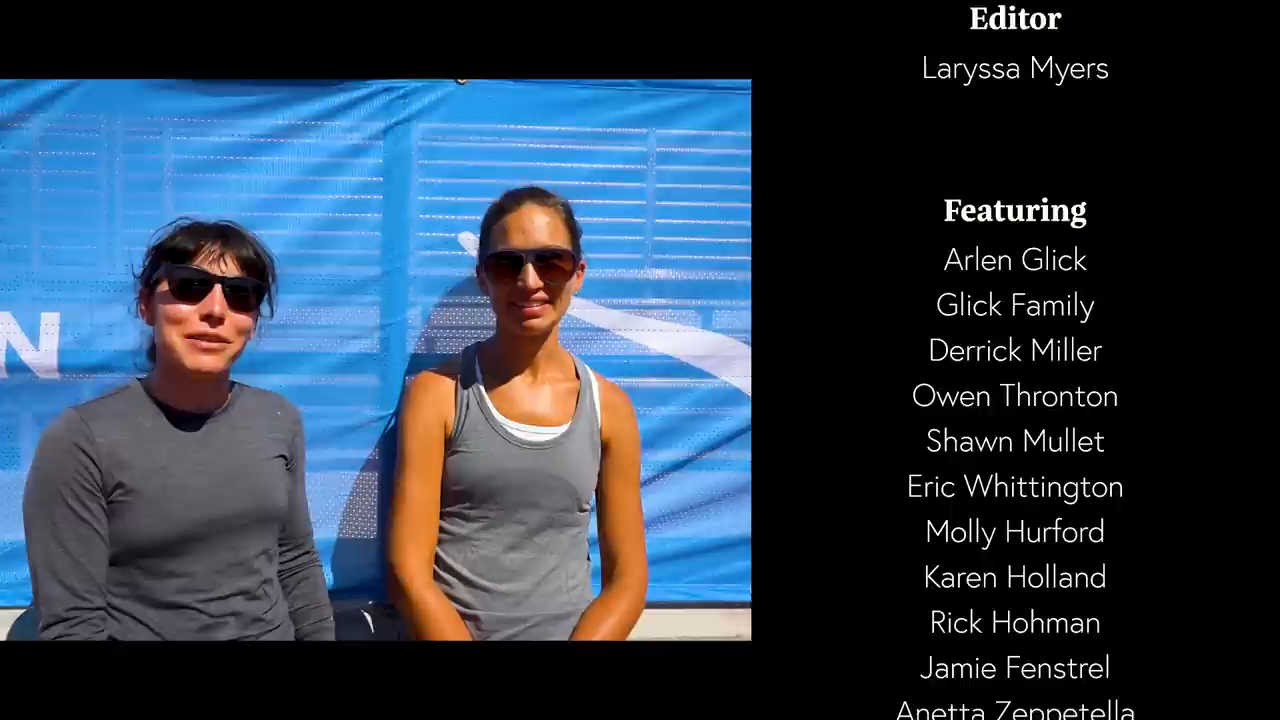 Editor
Laryssa Myers
Featuring
Arlen Glick
Glick Family
Derrick Miller
Owen Thronton
Shawn Mullet
Eric Whittington
Molly Hurford
Karen Holland
Rick Hohman
Jamie Fenstrel
Anetta Zeppetella
N